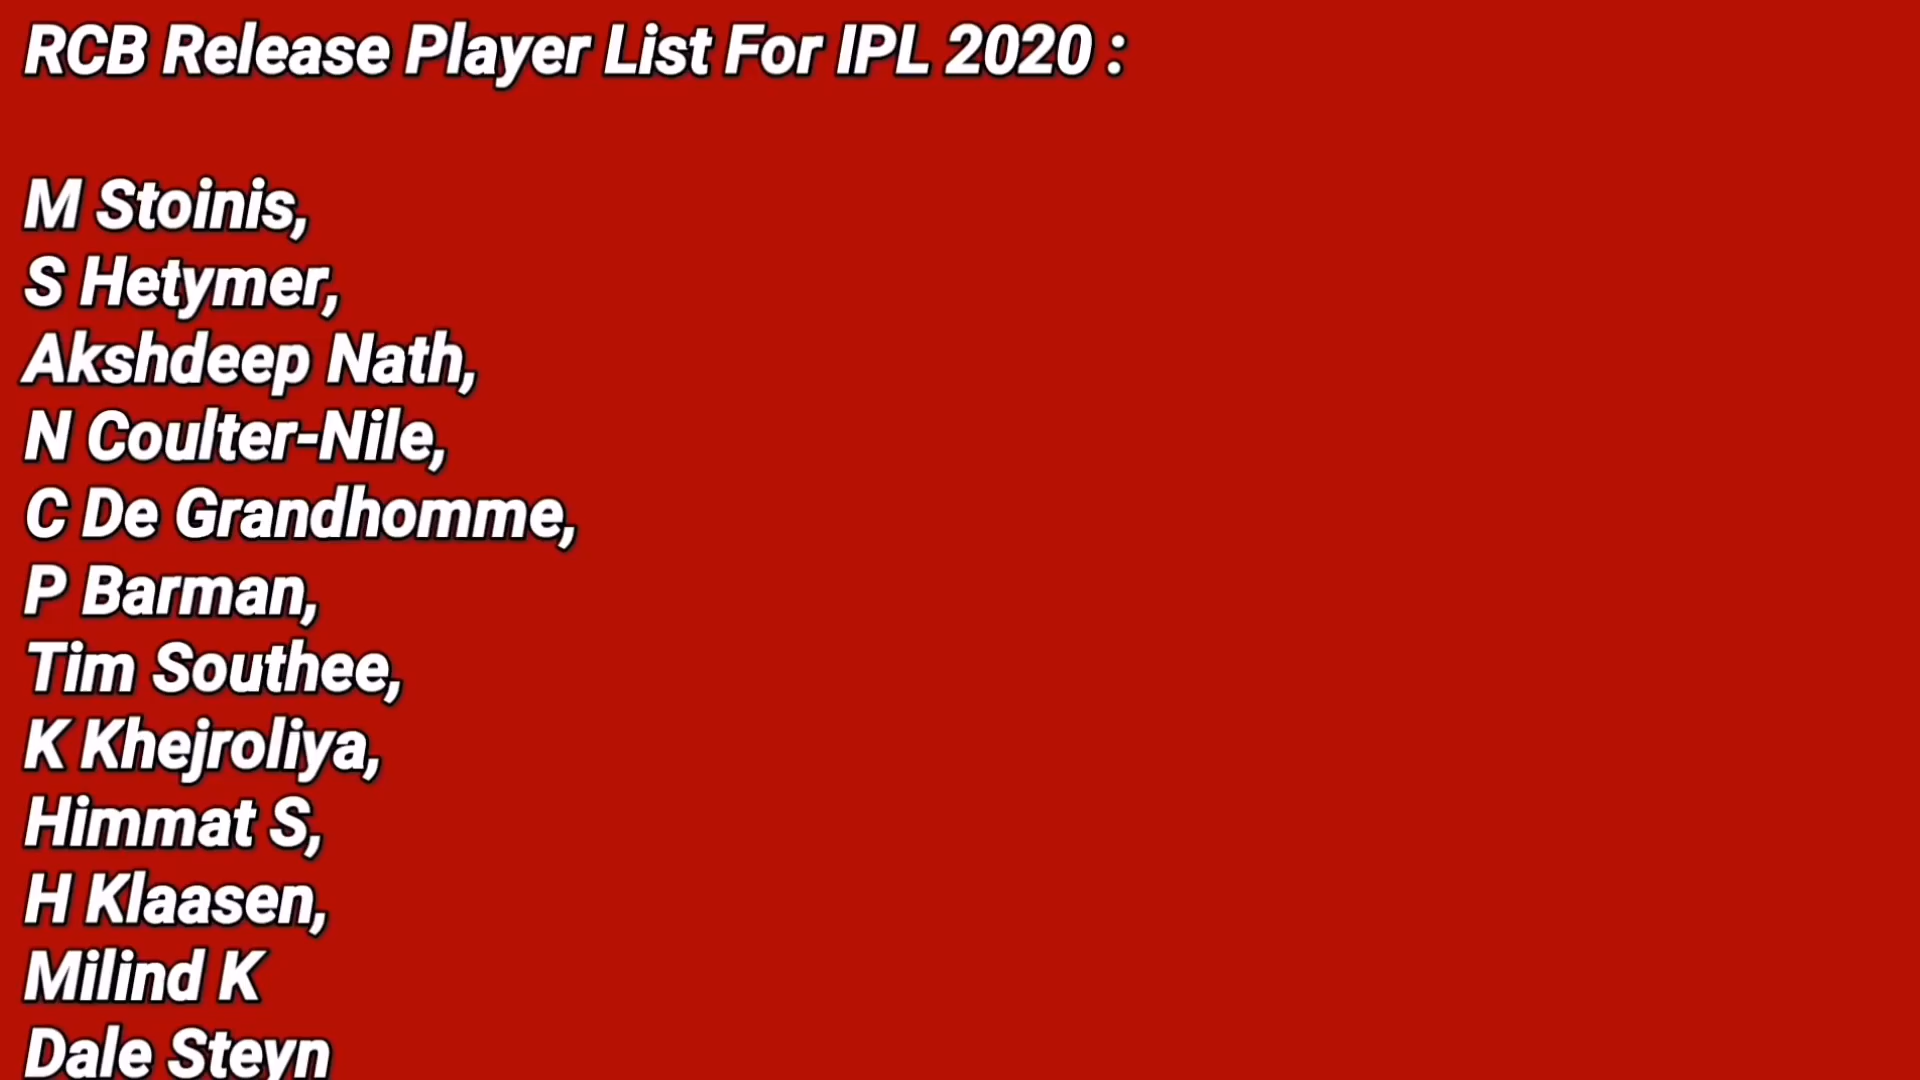 RCB Release Player List For IPL 2020 :
M Stoinis,
S Hetymer,
Akshdeep Nath,
N Coulter-Nile,
C De Grandhomme,
P Barman,
Tim Southee,
K Khejroliya,
Himmat S,
H Klaasen,
Milind K
Dale Steyn